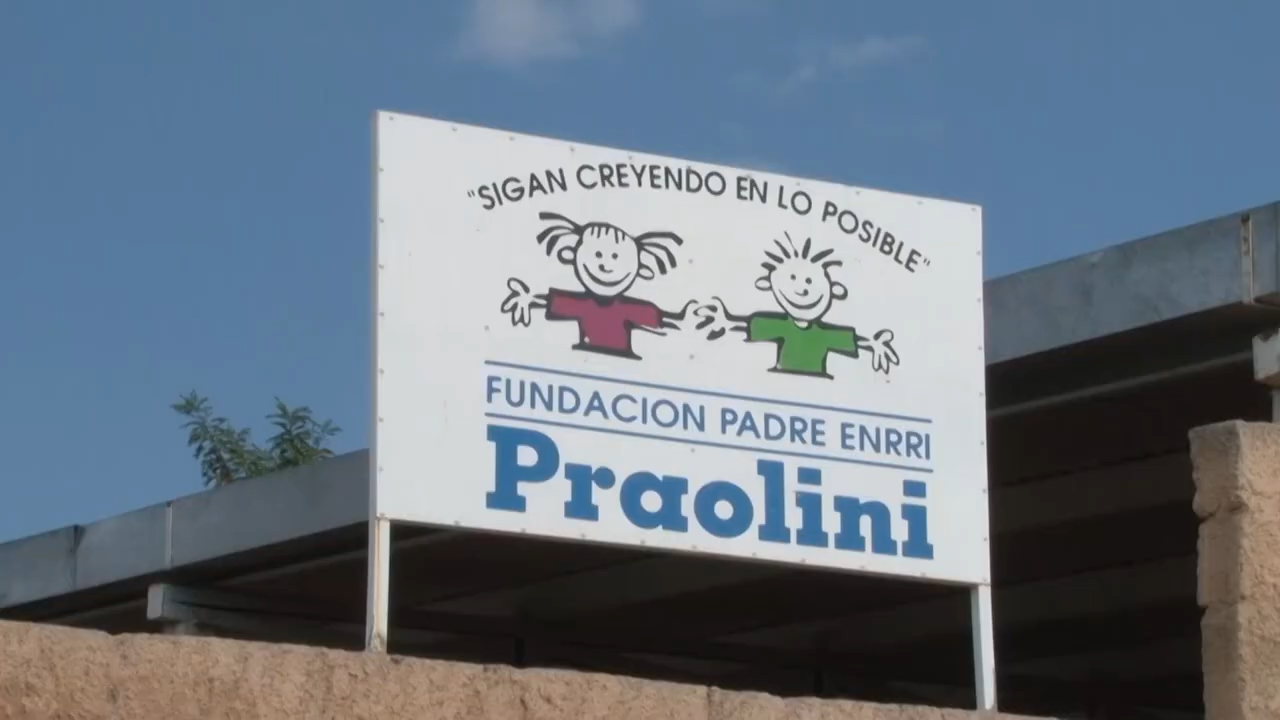 "SIGAN CREYENDO EN LO POSIBLE"
FUNDACION PADRE ENRRI
Praolini